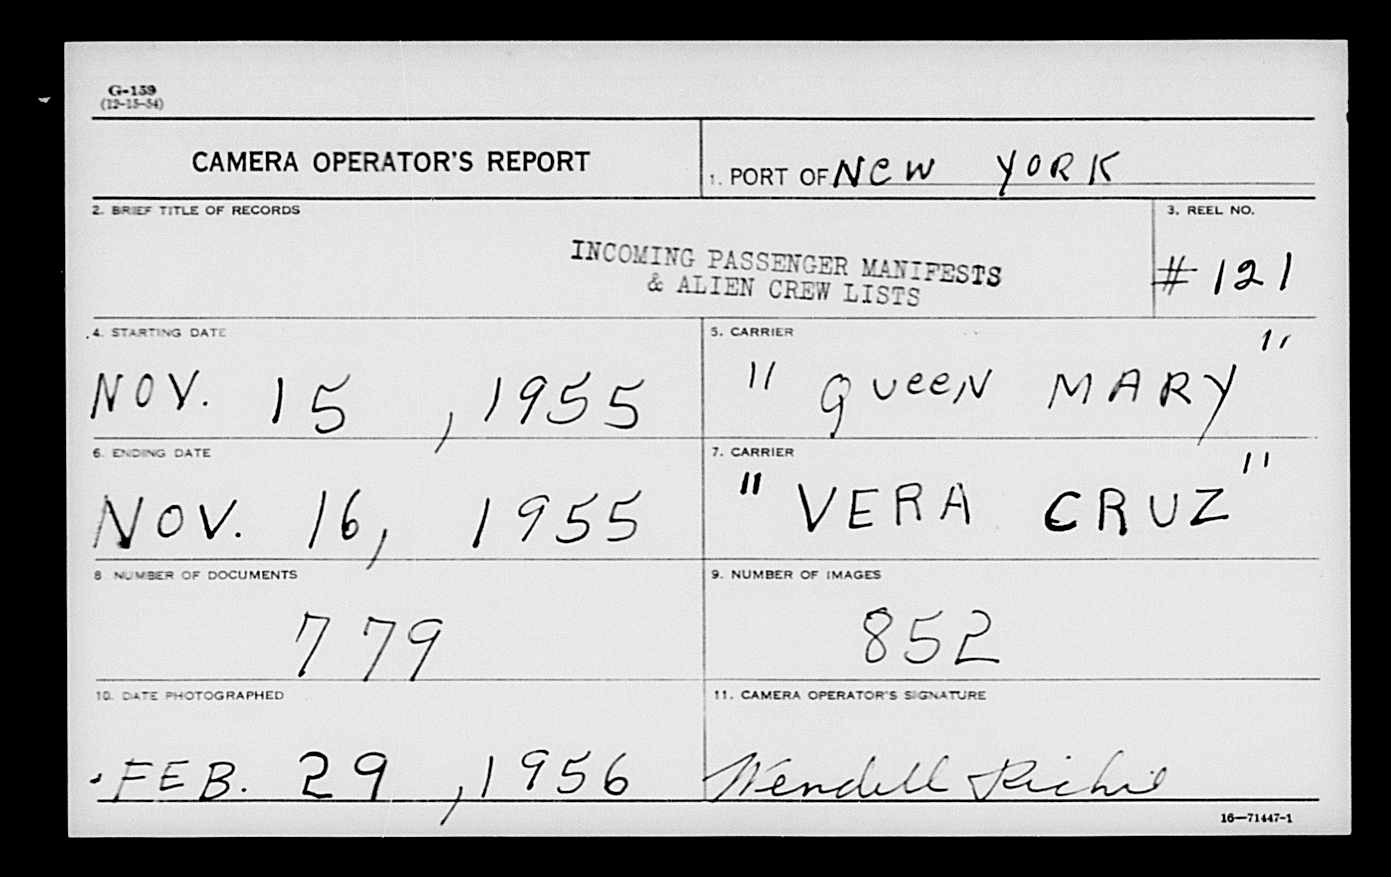 G-159
(12-15-54)
CAMERA OPERATOR'S REPORT
1. PORT OF New YORK
2. BRIEF TITLE OF RECORDS
INCOMING PASSENGER MANIFESTS
& ALIEN CREW LISTS
3. REEL NO.
# 121
4. STARTING DATE
NOV. 15, 1955
5. CARRIER
" QueeN MARY "
6. ENDING DATE
NOV. 16, 1955
7. CARRIER
" VERA CRUZ "
8. NUMBER OF DOCUMENTS
779
9. NUMBER OF IMAGES
852
10. DATE PHOTOGRAPHED
FEB. 29, 1956
11. CAMERA OPERATOR'S SIGNATURE
Wendell
16—71447-1